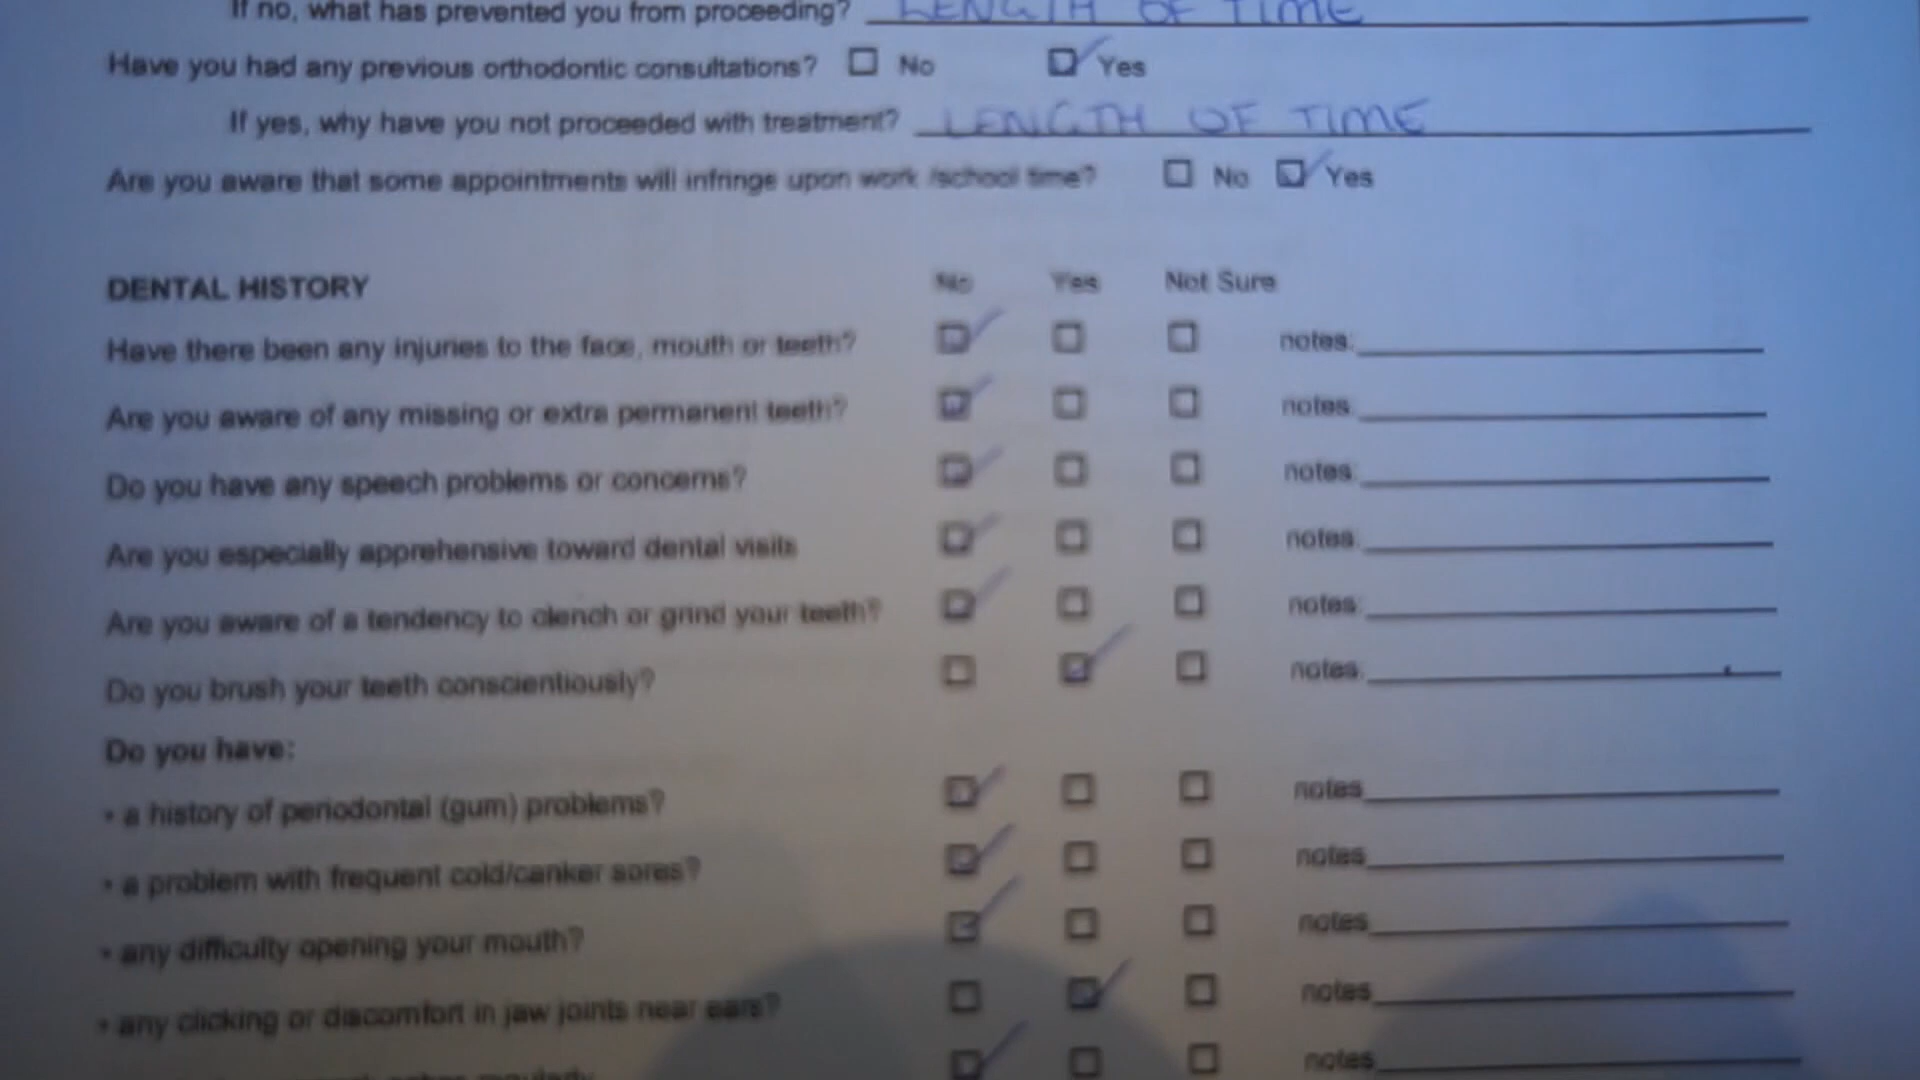 If no, what has prevented you from proceeding? LENGTH OF TIME
Have you had any previous orthodontic consultations? ☐ No ☑ Yes
If yes, why have you not proceeded with treatment? LENGTH OF TIME
Are you aware that some appointments will infringe upon work /school time? ☐ No ☑ Yes
DENTAL HISTORY No Yes Not Sure
Have there been any injuries to the face, mouth or teeth? ☑ ☐ ☐ notes:
Are you aware of any missing or extra permanent teeth? ☑ ☐ ☐ notes:
Do you have any speech problems or concerns? ☑ ☐ ☐ notes:
Are you especially apprehensive toward dental visits ☑ ☐ ☐ notes:
Are you aware of a tendency to clench or grind your teeth? ☑ ☐ ☐ notes:
Do you brush your teeth conscientiously? ☐ ☑ ☐ notes:
Do you have:
• a history of periodontal (gum) problems? ☑ ☐ ☐ notes
• a problem with frequent cold/canker sores? ☑ ☐ ☐ notes
• any difficulty opening your mouth? ☑ ☐ ☐ notes
• any clicking or discomfort in jaw joints near ears? ☐ ☑ ☐ notes
regularly ☑ ☐ ☐ notes